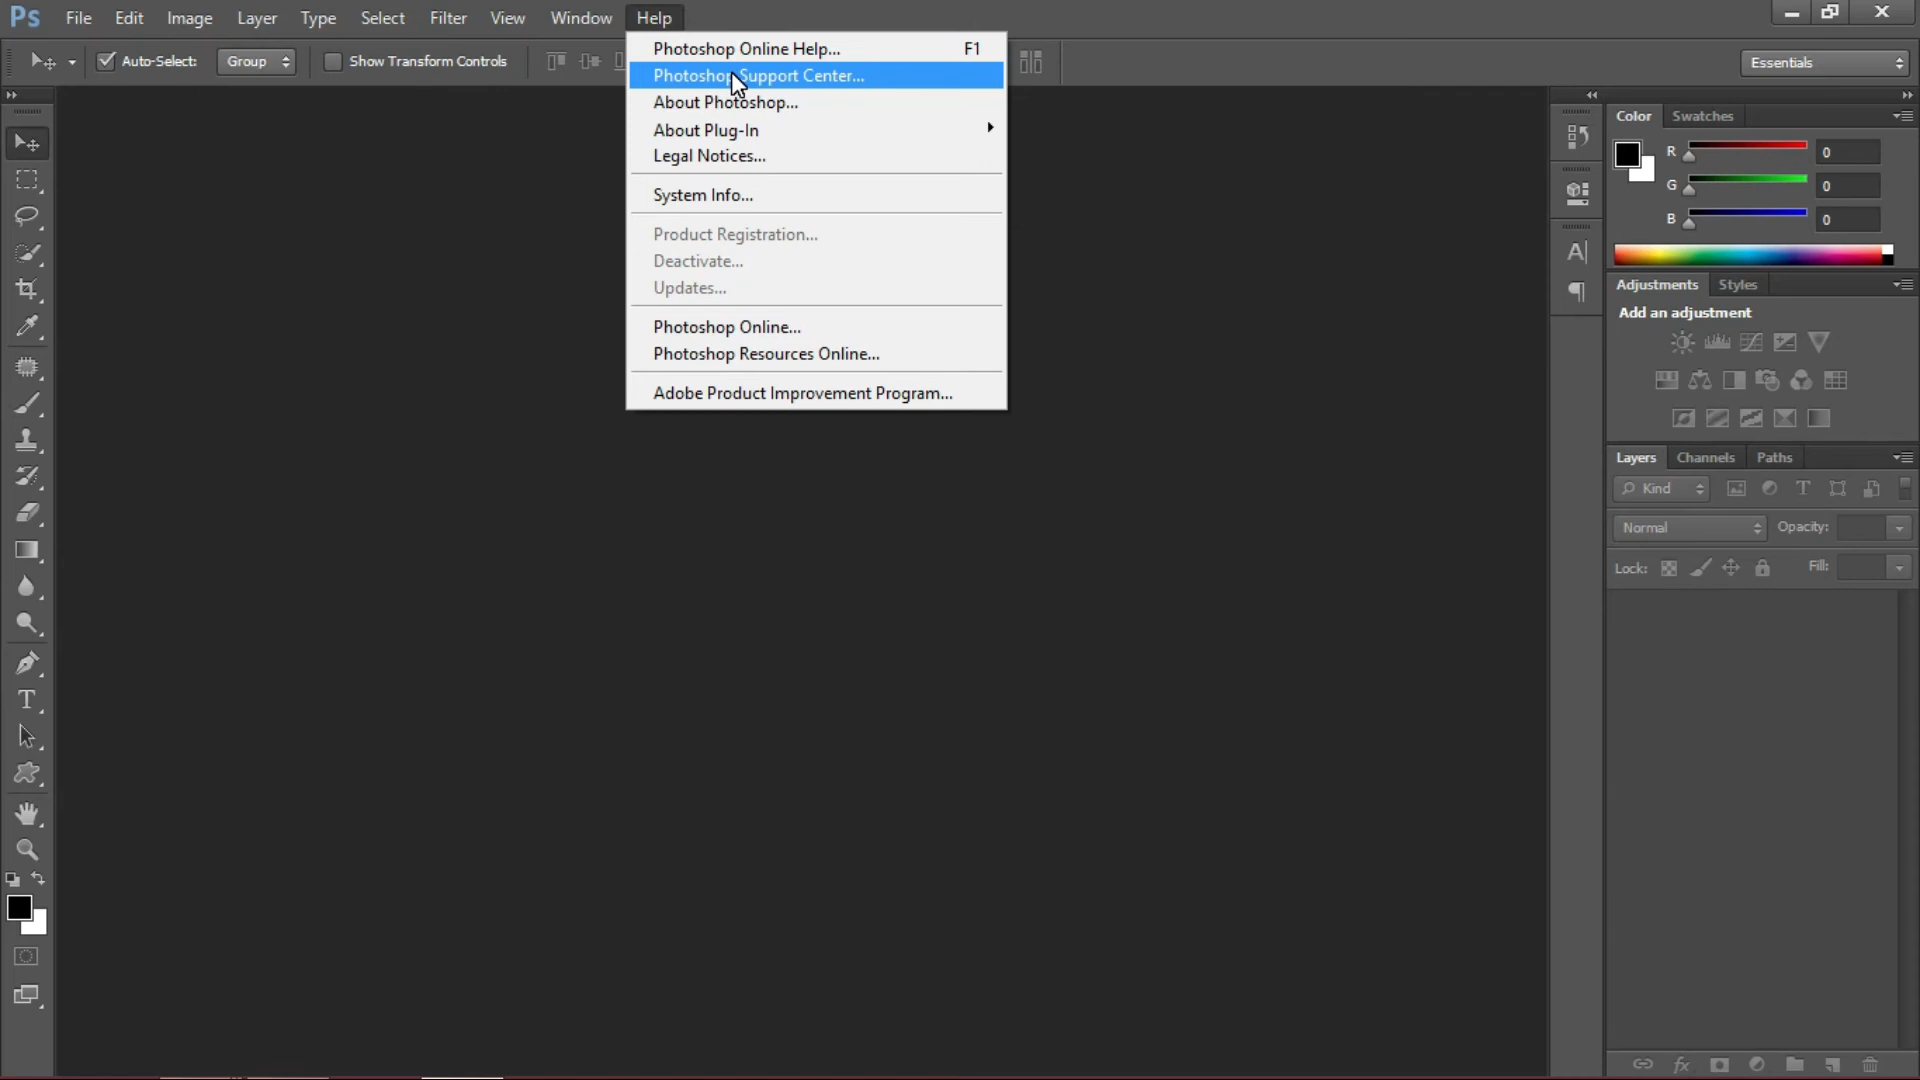 Ps File Edit Image Layer Type Select Filter View Window Help
Auto-Select: Group Show Transform Controls Essentials
Photoshop Online Help... F1
Photoshop Support Center...
About Photoshop...
About Plug-In
Legal Notices...
System Info...
Product Registration...
Deactivate...
Updates...
Photoshop Online...
Photoshop Resources Online...
Adobe Product Improvement Program...
Color Swatches
R 0
G 0
B 0
Adjustments Styles
Add an adjustment
Layers Channels Paths
Kind
Normal Opacity:
Lock: Fill: